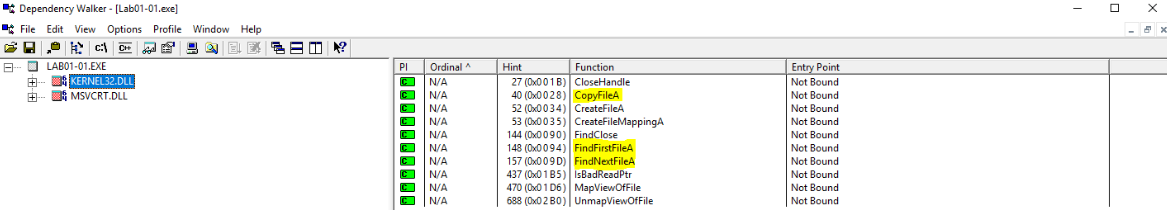 Dependency Walker - [Lab01-01.exe]
File Edit View Options Profile Window Help
c:\ C++
LAB01-01.EXE
KERNEL32.DLL
MSVCRT.DLL
PI Ordinal ^ Hint Function Entry Point
C N/A 27 (0x001B) CloseHandle Not Bound
C N/A 40 (0x0028) CopyFileA Not Bound
C N/A 52 (0x0034) CreateFileA Not Bound
C N/A 53 (0x0035) CreateFileMappingA Not Bound
C N/A 144 (0x0090) FindClose Not Bound
C N/A 148 (0x0094) FindFirstFileA Not Bound
C N/A 157 (0x009D) FindNextFileA Not Bound
C N/A 437 (0x01B5) IsBadReadPtr Not Bound
C N/A 470 (0x01D6) MapViewOfFile Not Bound
C N/A 688 (0x02B0) UnmapViewOfFile Not Bound